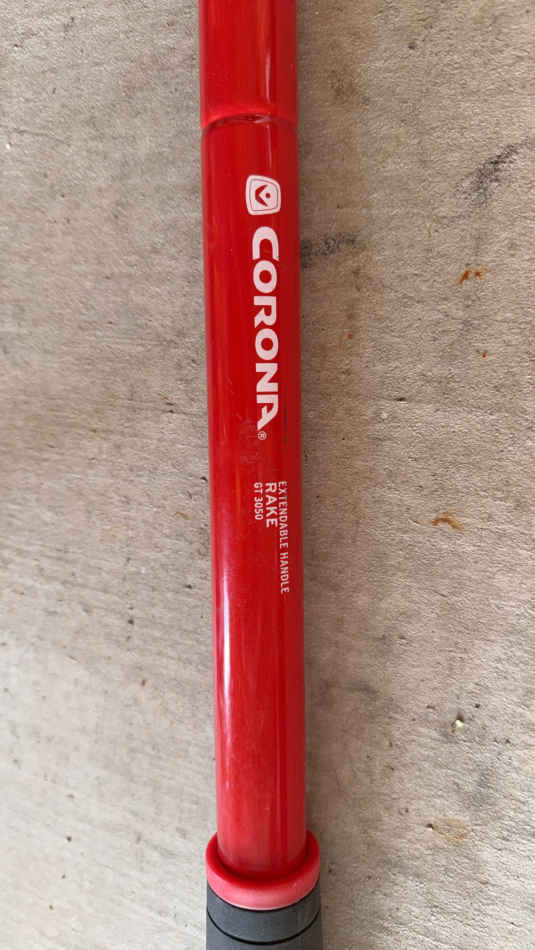 CORONA®
EXTENDABLE HANDLE
RAKE
GT 3050